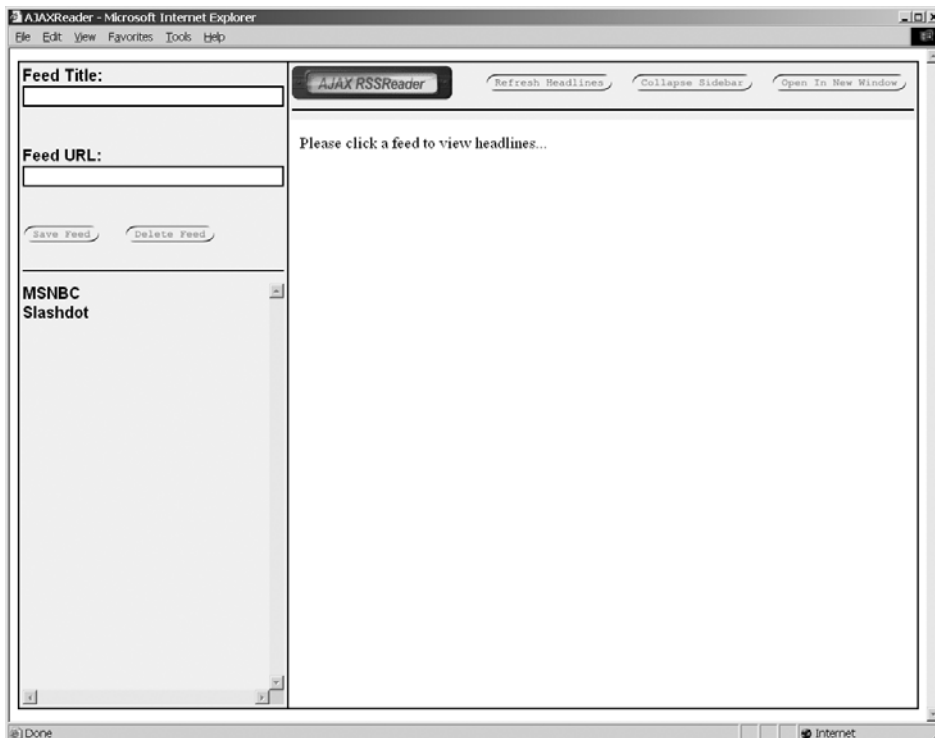 AJAXReader - Microsoft Internet Explorer
File Edit View Favorites Tools Help
Feed Title:
Feed URL:
Save Feed Delete Feed
MSNBC
Slashdot
AJAX RSSReader Refresh Headlines Collapse Sidebar Open In New Window
Please click a feed to view headlines...
Done Internet